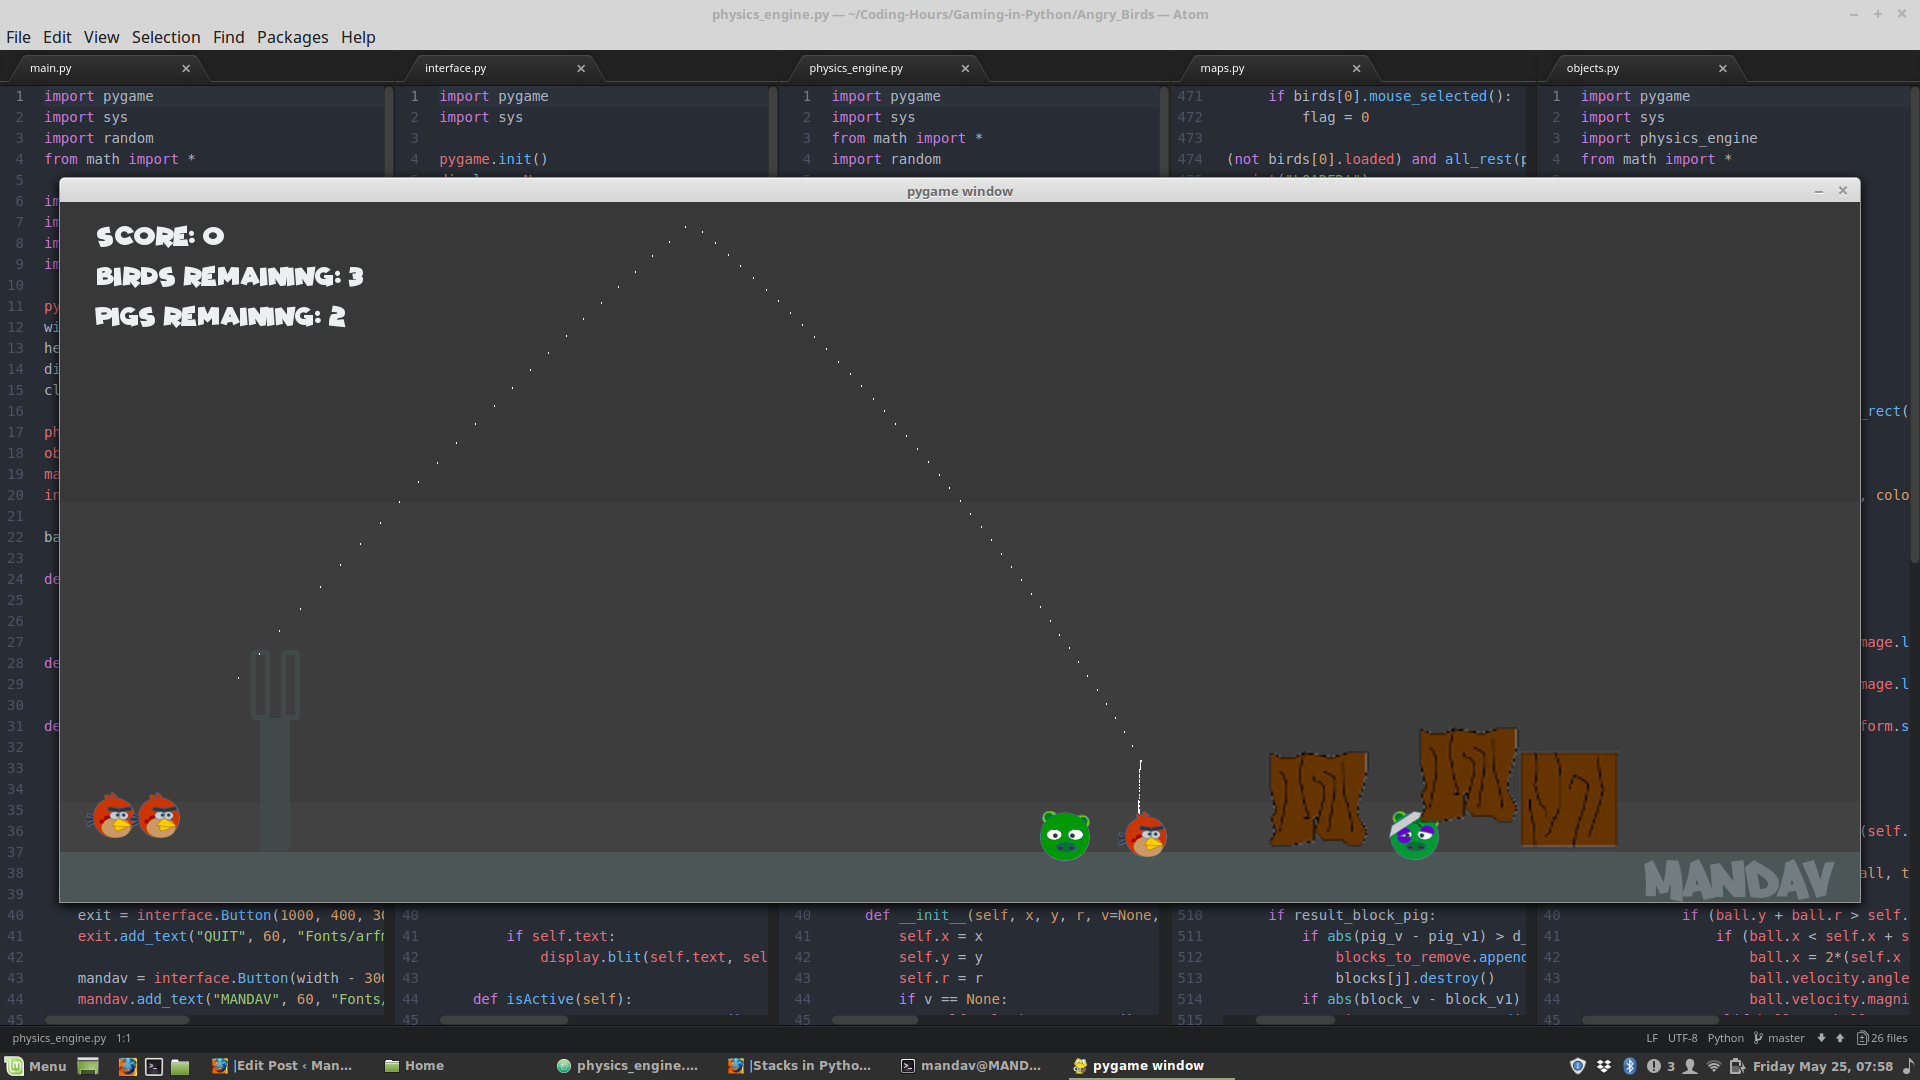 physics_engine.py — ~/Coding-Hours/Gaming-in-Python/Angry_Birds — Atom
File Edit View Selection Find Packages Help
main.py
interface.py
physics_engine.py
maps.py
objects.py
1 import pygame
2 import sys
3 import random
4 from math import *
5
6 im
7 im
8 im
9 im
10
11 py
12 wi
13 he
14 di
15 cl
16
17 ph
18 ob
19 ma
20 in
21
22 ba
23
24 de
25
26
27
28 de
29
30
31 de
32
33
34
35
36
37
38
39
40 exit = interface.Button(1000, 400, 30
41 exit.add_text("QUIT", 60, "Fonts/arfm
42
43 mandav = interface.Button(width - 300
44 mandav.add_text("MANDAV", 60, "Fonts/
45
1 import pygame
2 import sys
3
4 pygame.init()
40
41 if self.text:
42 display.blit(self.text, sel
43
44 def isActive(self):
45
1 import pygame
2 import sys
3 from math import *
4 import random
40 def __init__(self, x, y, r, v=None,
41 self.x = x
42 self.y = y
43 self.r = r
44 if v == None:
45
471 if birds[0].mouse_selected():
472 flag = 0
473
474 (not birds[0].loaded) and all_rest(p
510 if result_block_pig:
511 if abs(pig_v - pig_v1) > d_
512 blocks_to_remove.append
513 blocks[j].destroy()
514 if abs(block_v - block_v1)
515
1 import pygame
2 import sys
3 import physics_engine
4 from math import *
_rect(
, colo
mage.l
mage.l
form.s
(self.
all, t
40 if (ball.y + ball.r > self.
41 if (ball.x < self.x + s
42 ball.x = 2*(self.x
43 ball.velocity.angle
44 ball.velocity.magni
45
pygame window
SCORE: 0
BIRDS REMAINING: 3
PIGS REMAINING: 2
MANDAV
physics_engine.py 1:1
LF UTF-8 Python master 26 files
Menu
|Edit Post ‹ Man...
Home
physics_engine....
|Stacks in Pytho...
mandav@MAND...
pygame window
3
Friday May 25, 07:58